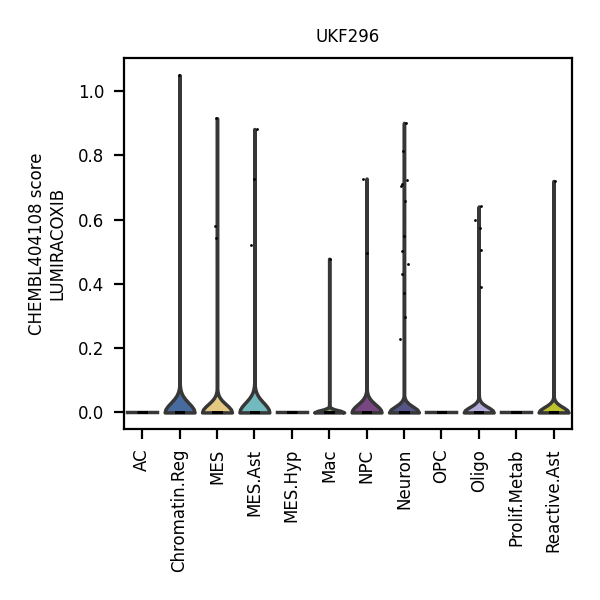 UKF296
CHEMBL404108 score
LUMIRACOXIB
1.0
0.8
0.6
0.4
0.2
0.0
AC
Chromatin.Reg
MES
MES.Ast
MES.Hyp
Mac
NPC
Neuron
OPC
Oligo
Prolif.Metab
Reactive.Ast